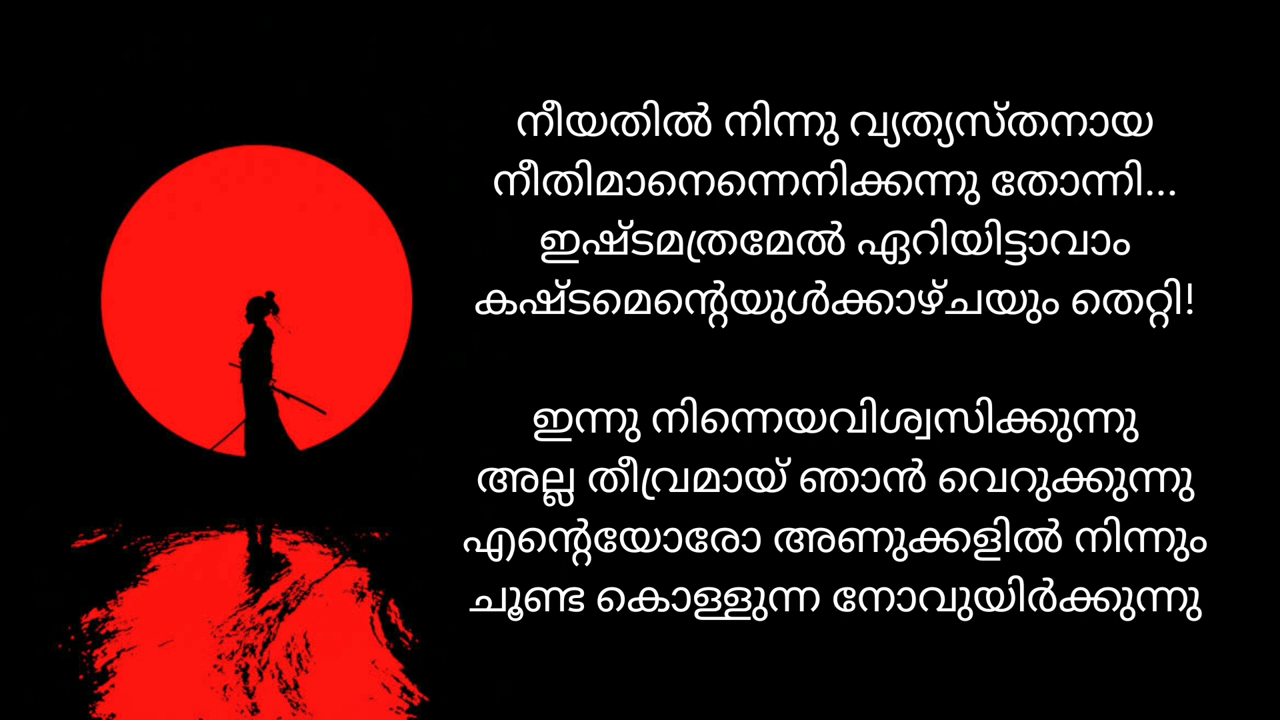 നീയതിൽ നിന്നു വ്യത്യസ്തനായ
നീതിമാനെന്നെനിക്കന്നു തോന്നി...
ഇഷ്ടമത്രമേൽ ഏറിയിട്ടാവാം
കഷ്ടമെന്റെയുൾക്കാഴ്ചയും തെറ്റി!
ഇന്നു നിന്നെയവിശ്വസിക്കുന്നു
അല്ല തീവ്രമായ് ഞാൻ വെറുക്കുന്നു
എന്റെയോരോ അണുക്കളിൽ നിന്നും
ചൂണ്ട കൊള്ളുന്ന നോവുയിർക്കുന്നു